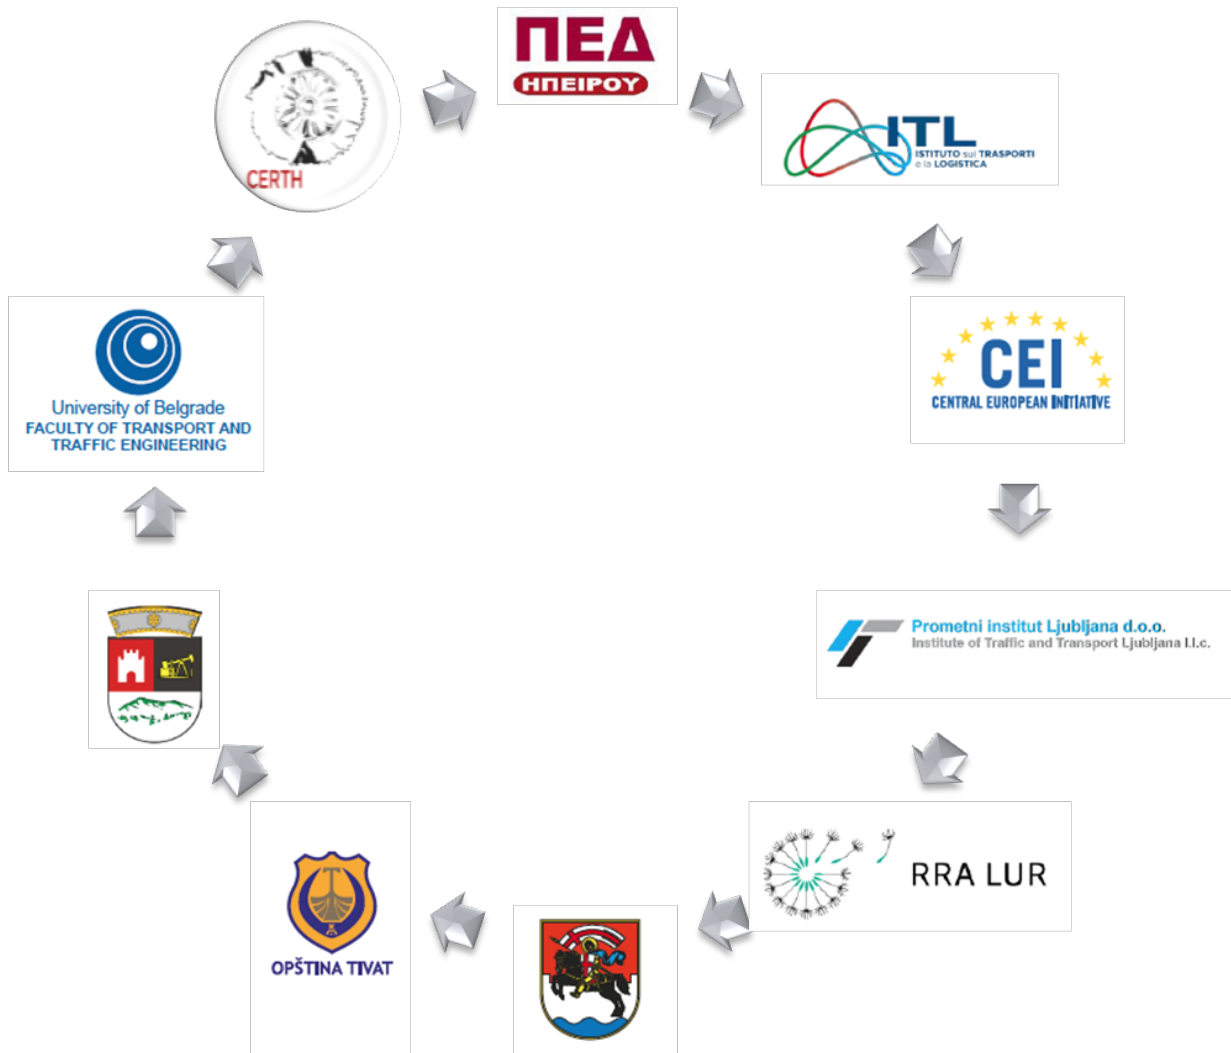 ΠΕΔ
ΗΠΕΙΡΟΥ
CERTH
ITL
ISTITUTO sui TRASPORTI
e la LOGISTICA
CEI
CENTRAL EUROPEAN INITIATIVE
University of Belgrade
FACULTY OF TRANSPORT AND
TRAFFIC ENGINEERING
Prometni institut Ljubljana d.o.o.
Institute of Traffic and Transport Ljubljana l.l.c.
RRA LUR
OPŠTINA TIVAT